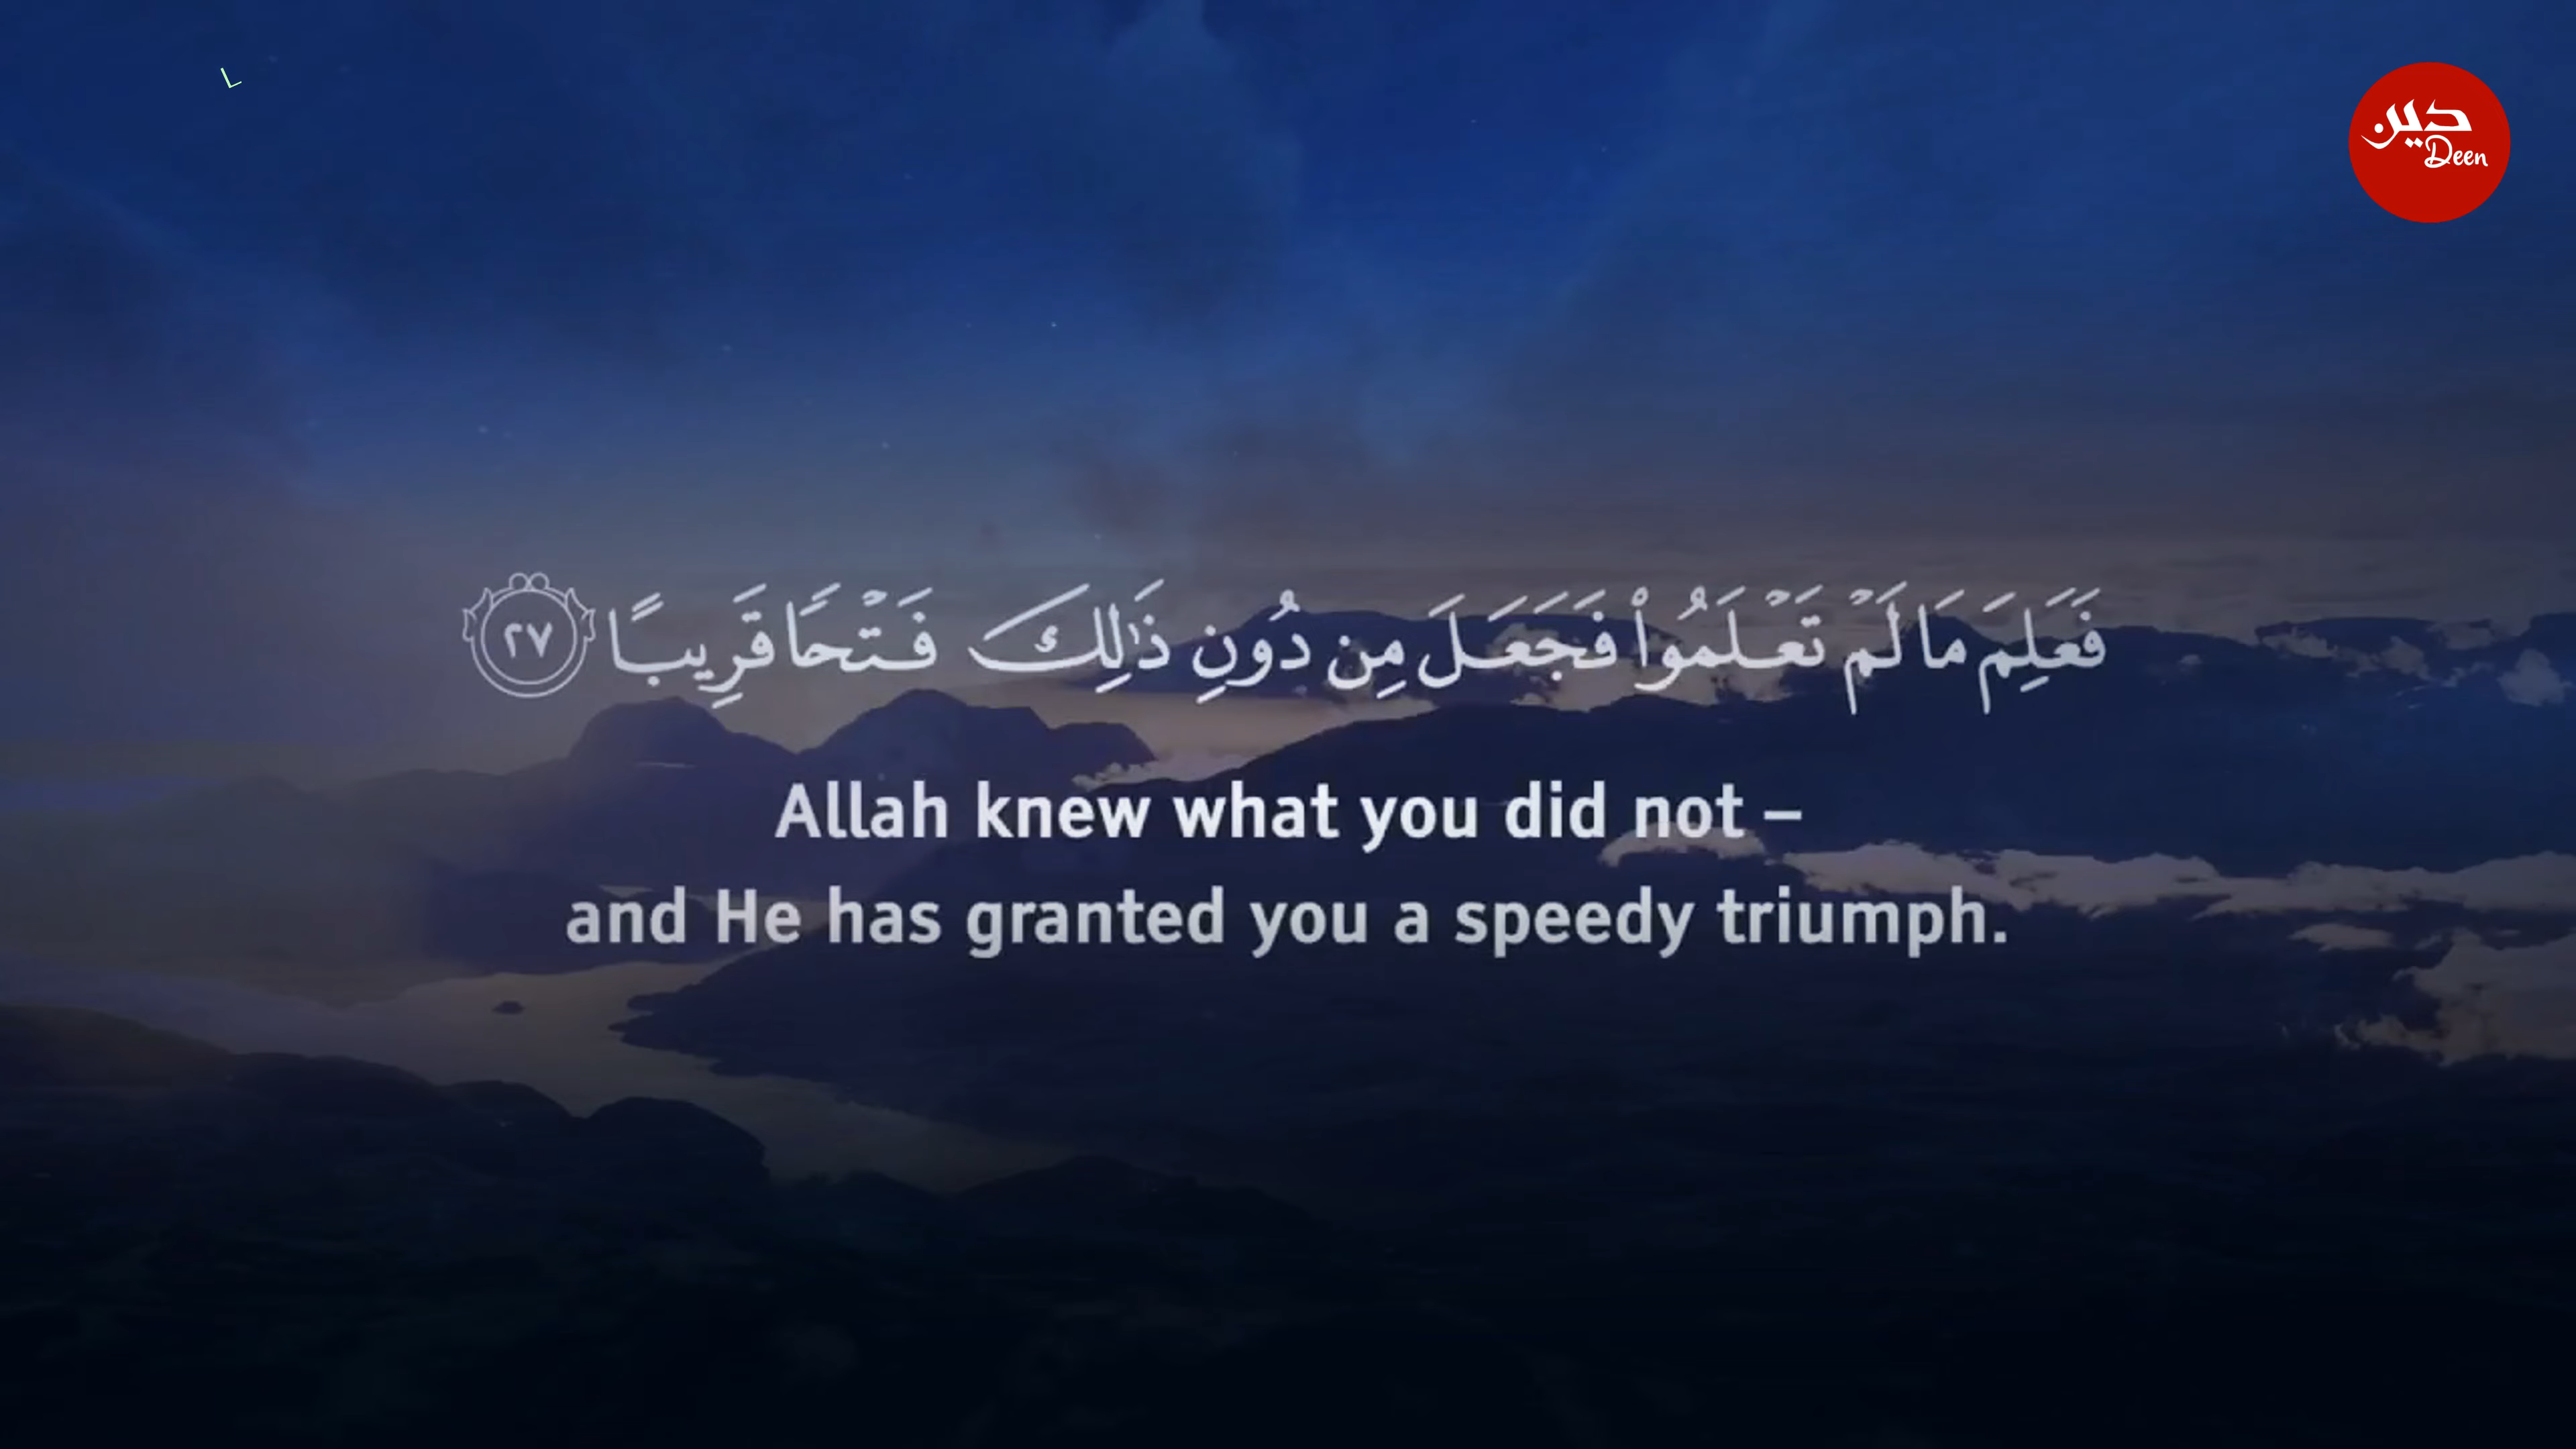 دين
Deen
فَعَلِمَ مَا لَمْ تَعْلَمُوا۟ فَجَعَلَ مِن دُونِ ذَٰلِكَ فَتْحًا قَرِيبًا ٢٧
Allah knew what you did not –
and He has granted you a speedy triumph.